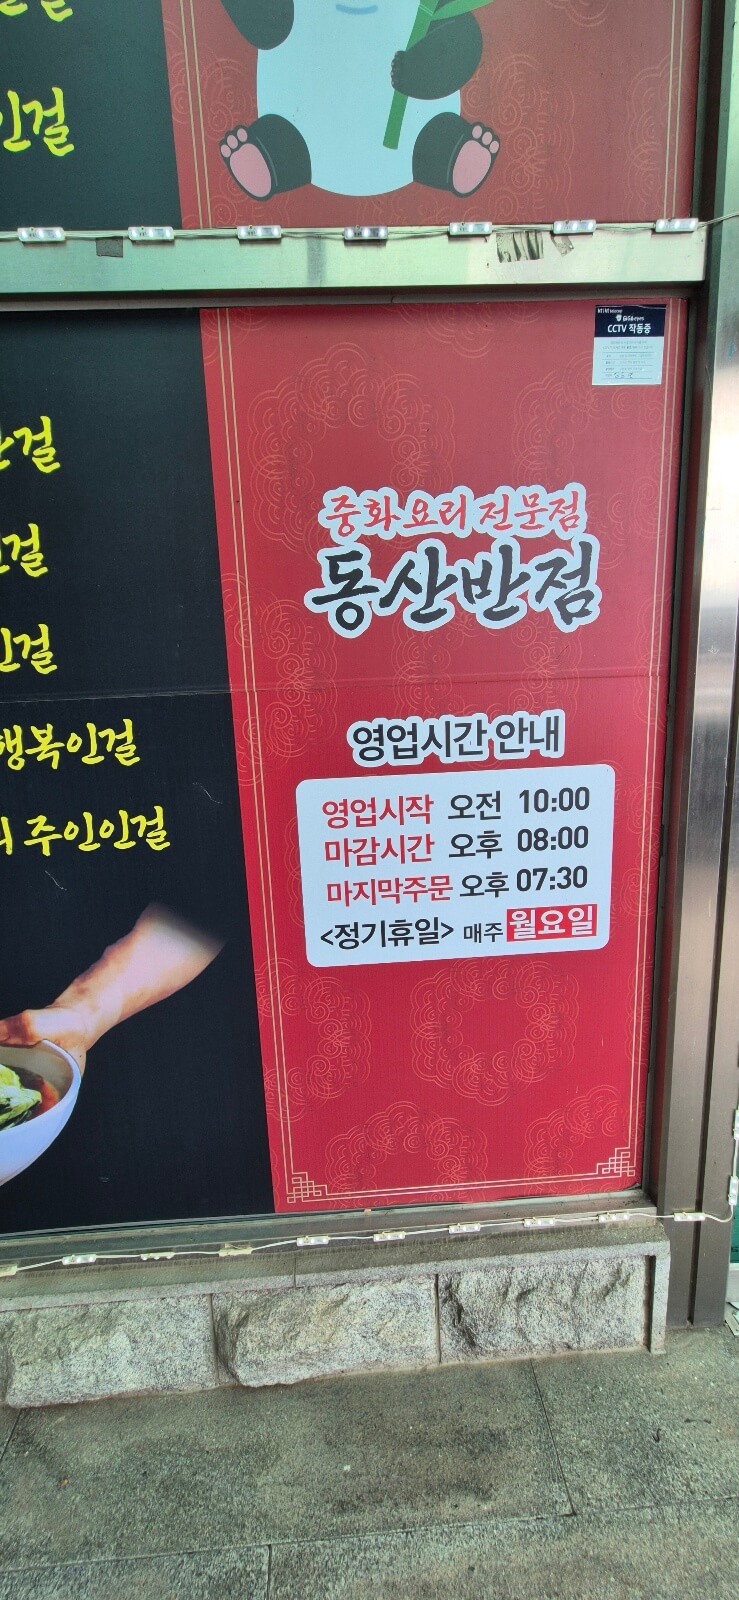 인걸
CCTV 작동중
걸
걸
인걸
행복인걸
주인인걸
중화요리전문점
동산반점
영업시간 안내
영업시작 오전 10:00
마감시간 오후 08:00
마지막주문 오후 07:30
<정기휴일> 매주 월요일